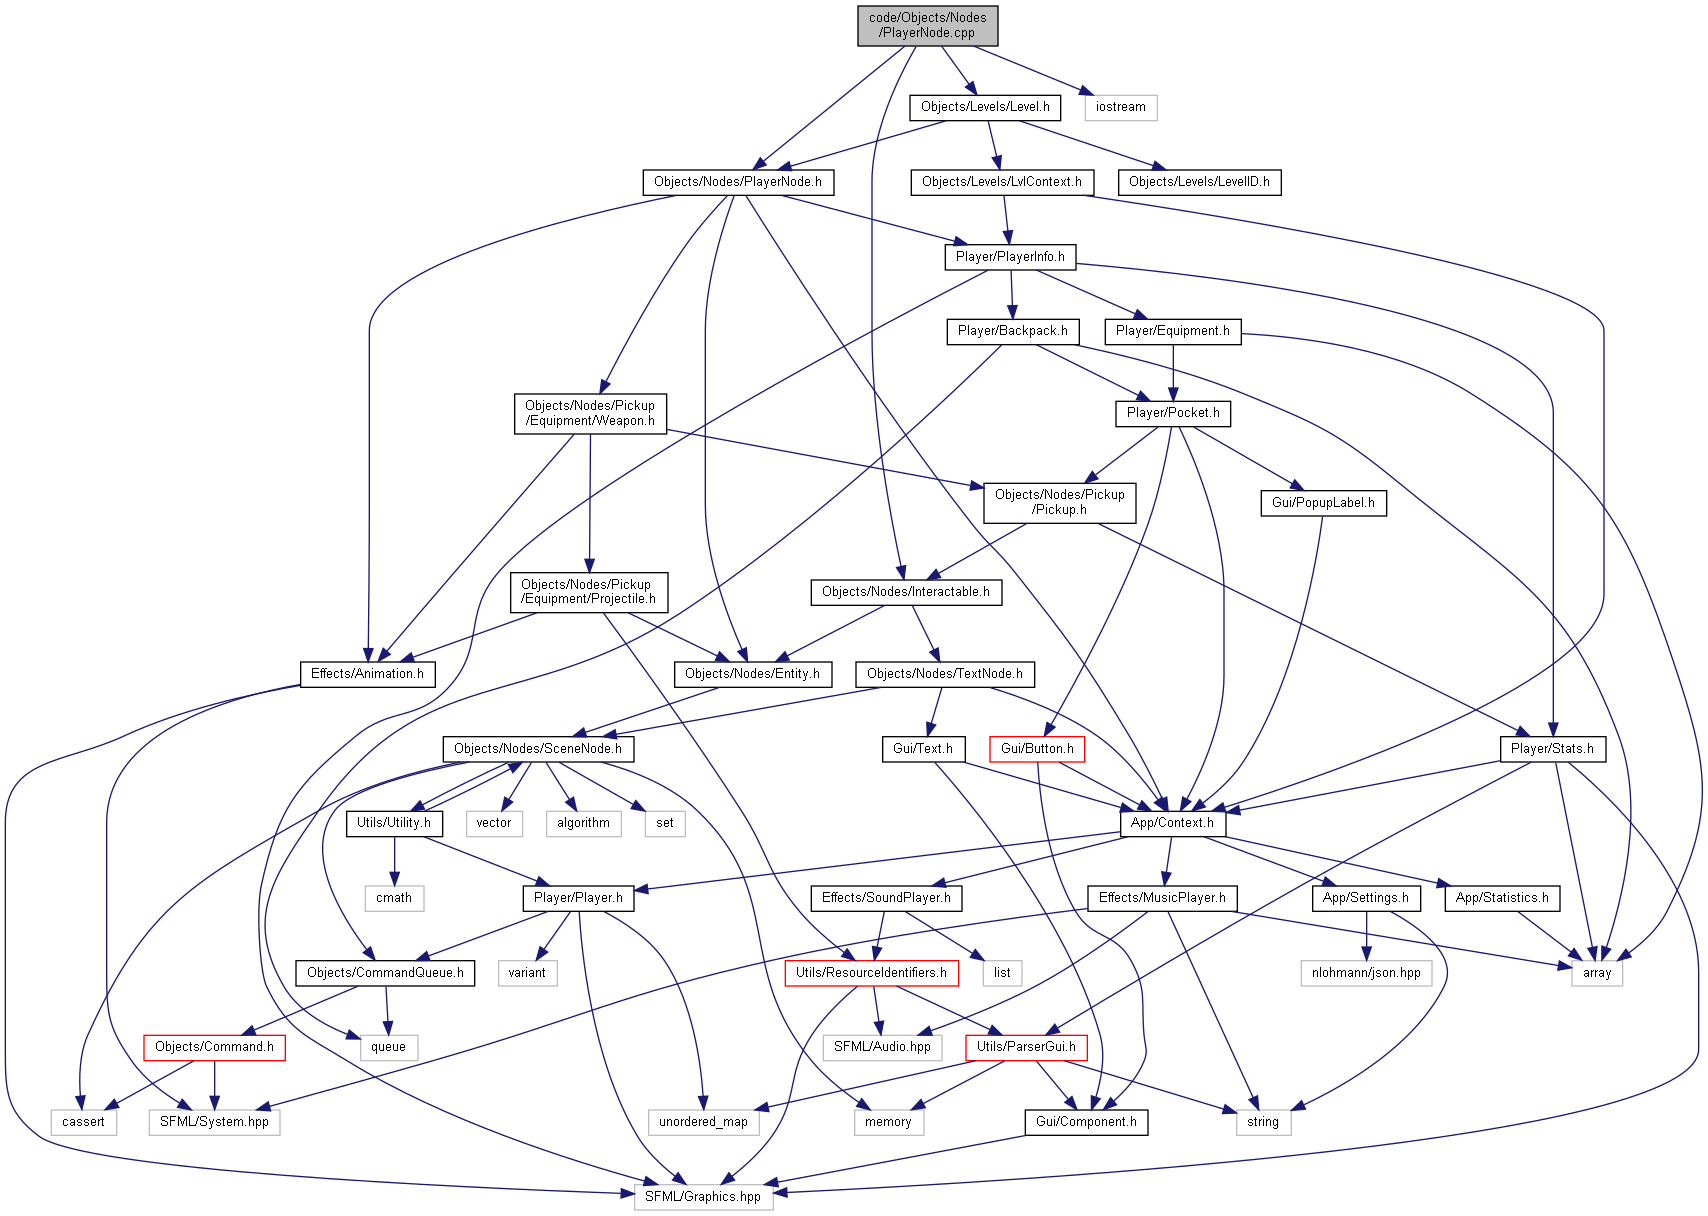 code/Objects/Nodes
/PlayerNode.cpp
Objects/Levels/Level.h
iostream
Objects/Nodes/PlayerNode.h
Objects/Levels/LvlContext.h
Objects/Levels/LevelID.h
Player/PlayerInfo.h
Player/Backpack.h
Player/Equipment.h
Objects/Nodes/Pickup
/Equipment/Weapon.h
Player/Pocket.h
Objects/Nodes/Pickup
/Pickup.h
Gui/PopupLabel.h
Objects/Nodes/Pickup
/Equipment/Projectile.h
Objects/Nodes/Interactable.h
Effects/Animation.h
Objects/Nodes/Entity.h
Objects/Nodes/TextNode.h
Objects/Nodes/SceneNode.h
Gui/Text.h
Gui/Button.h
Player/Stats.h
Utils/Utility.h
vector
algorithm
set
App/Context.h
cmath
Player/Player.h
Effects/SoundPlayer.h
Effects/MusicPlayer.h
App/Settings.h
App/Statistics.h
Objects/CommandQueue.h
variant
Utils/ResourceIdentifiers.h
list
nlohmann/json.hpp
array
Objects/Command.h
queue
SFML/Audio.hpp
Utils/ParserGui.h
cassert
SFML/System.hpp
unordered_map
memory
Gui/Component.h
string
SFML/Graphics.hpp